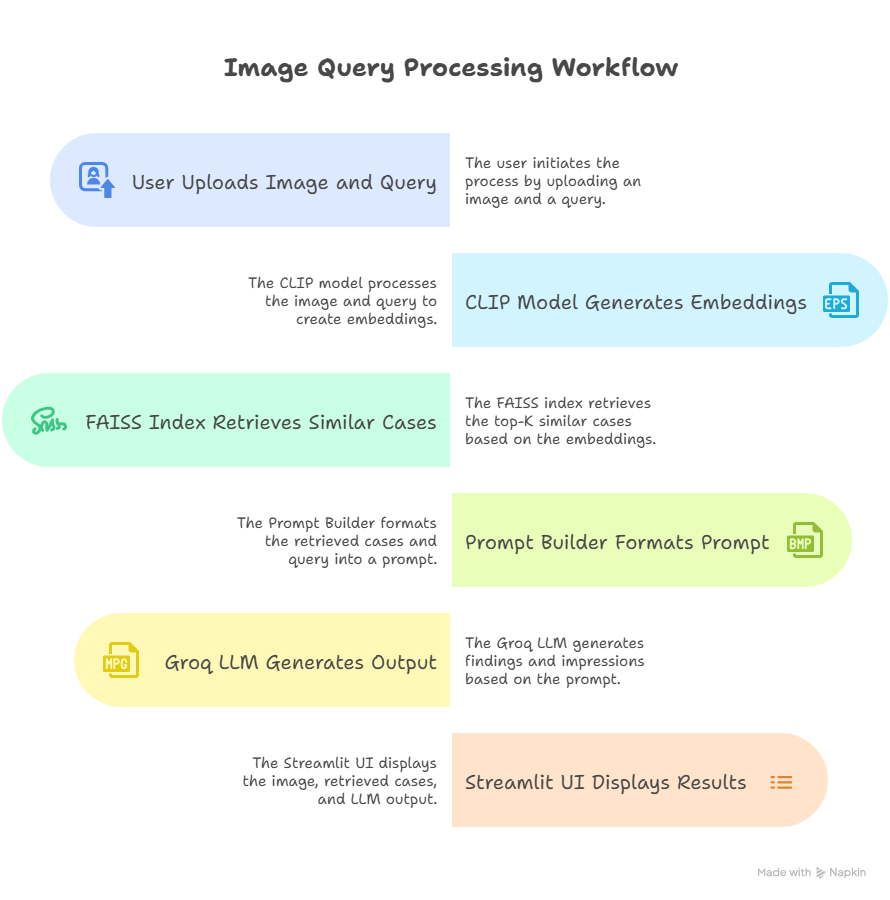 Image Query Processing Workflow
User Uploads Image and Query
The user initiates the
process by uploading an
image and a query.
The CLIP model processes
the image and query to
create embeddings.
CLIP Model Generates Embeddings
EPS
Sass
FAISS Index Retrieves Similar Cases
The FAISS index retrieves
the top-K similar cases
based on the embeddings.
The Prompt Builder formats
the retrieved cases and
query into a prompt.
Prompt Builder Formats Prompt
BMP
MPG
Groq LLM Generates Output
The Groq LLM generates
findings and impressions
based on the prompt.
The Streamlit UI displays
the image, retrieved cases,
and LLM output.
Streamlit UI Displays Results
Made with Napkin